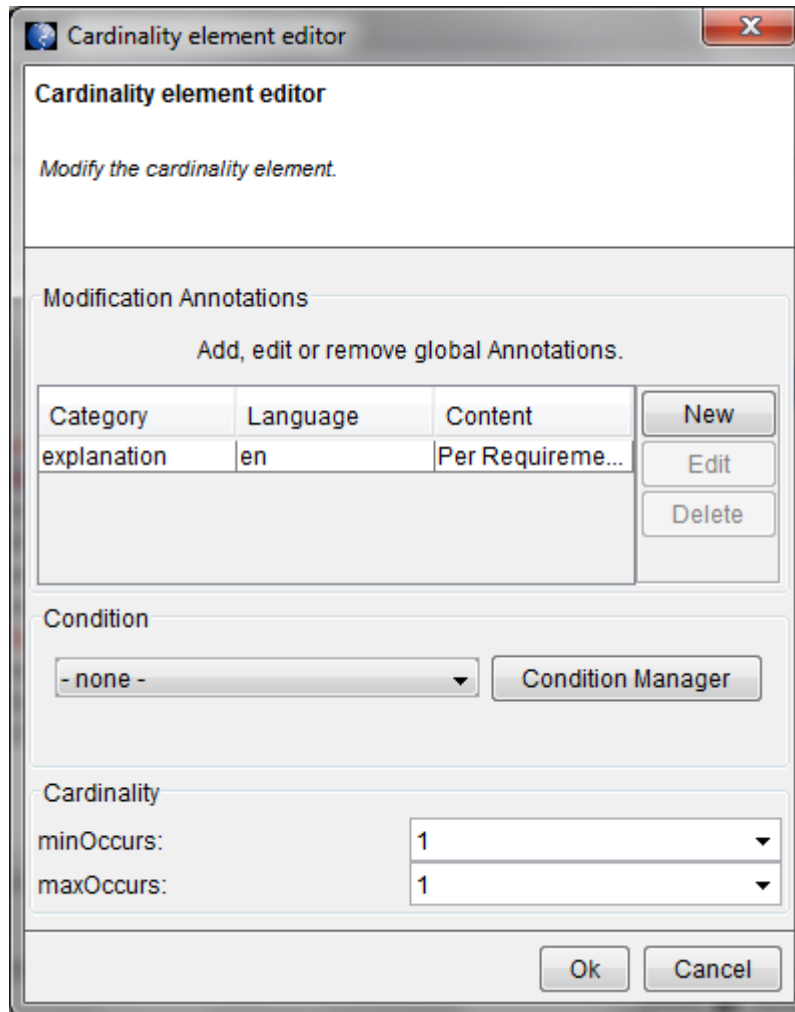 Cardinality element editor
Cardinality element editor
Modify the cardinality element.
Modification Annotations
Add, edit or remove global Annotations.
Category Language Content New
explanation en Per Requireme... Edit
Delete
Condition
- none - Condition Manager
Cardinality
minOccurs: 1
maxOccurs: 1
Ok Cancel